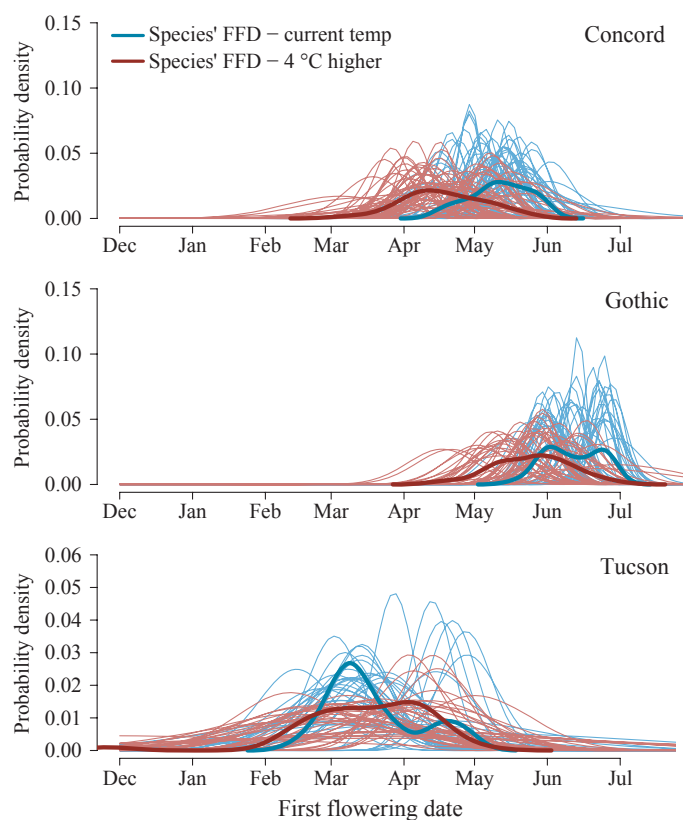 Species' FFD − current temp
Species' FFD − 4 °C higher
Concord
Probability density
0.15
0.10
0.05
0.00
Dec Jan Feb Mar Apr May Jun Jul
Gothic
Probability density
0.15
0.10
0.05
0.00
Dec Jan Feb Mar Apr May Jun Jul
Tucson
Probability density
0.06
0.05
0.04
0.03
0.02
0.01
0.00
Dec Jan Feb Mar Apr May Jun Jul
First flowering date